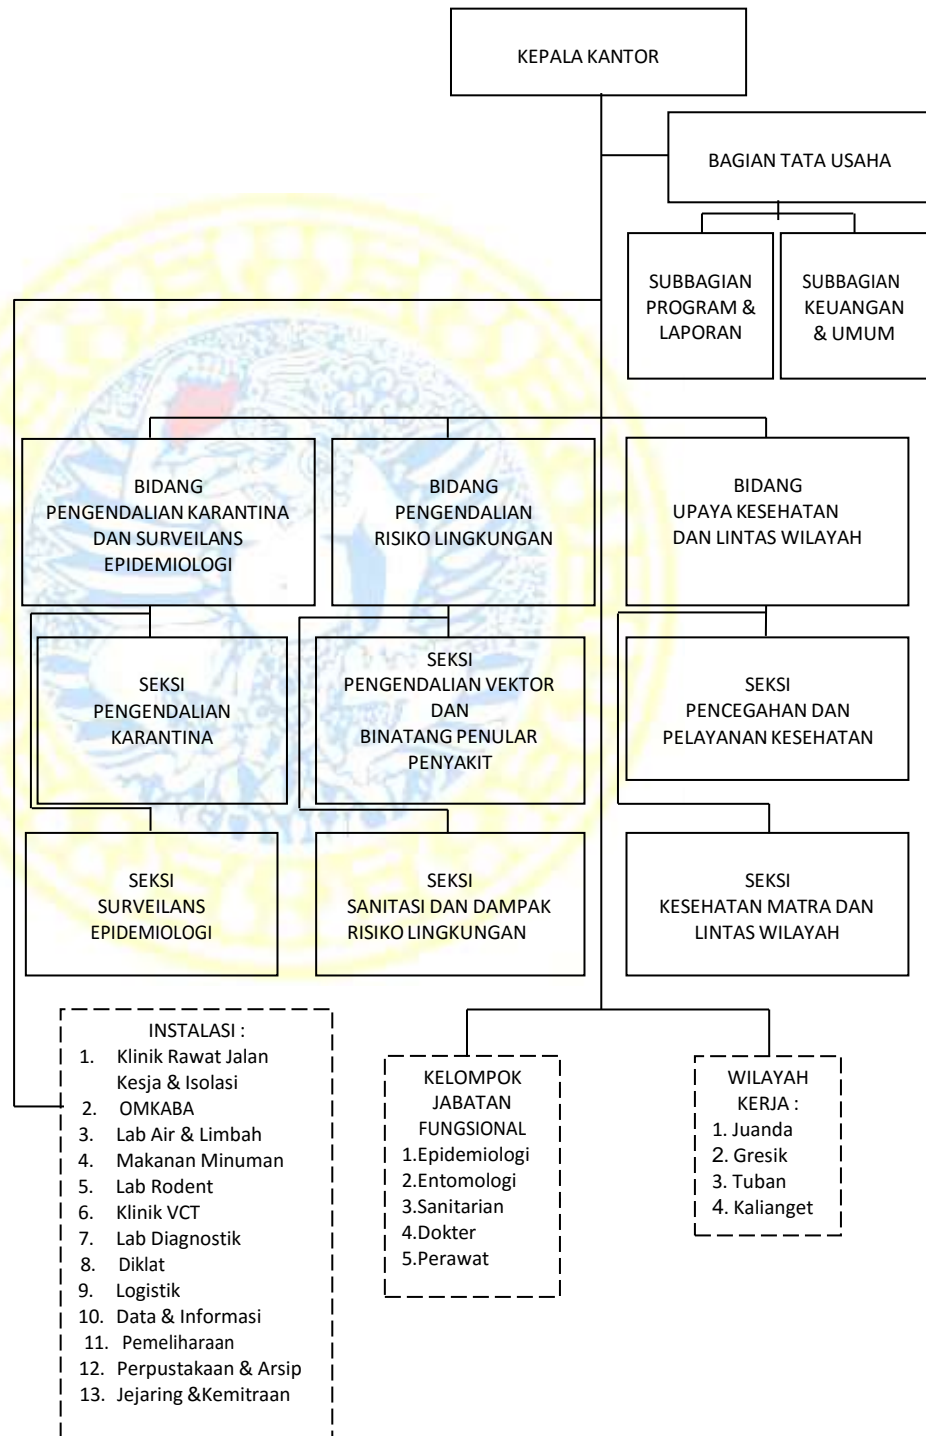 KEPALA KANTOR
BAGIAN TATA USAHA
SUBBAGIAN
PROGRAM &
LAPORAN
SUBBAGIAN
KEUANGAN
& UMUM
BIDANG
PENGENDALIAN KARANTINA
DAN SURVEILANS
EPIDEMIOLOGI
BIDANG
PENGENDALIAN
RISIKO LINGKUNGAN
BIDANG
UPAYA KESEHATAN
DAN LINTAS WILAYAH
SEKSI
PENGENDALIAN
KARANTINA
SEKSI
PENGENDALIAN VEKTOR
DAN
BINATANG PENULAR
PENYAKIT
SEKSI
PENCEGAHAN DAN
PELAYANAN KESEHATAN
SEKSI
SURVEILANS
EPIDEMIOLOGI
SEKSI
SANITASI DAN DAMPAK
RISIKO LINGKUNGAN
SEKSI
KESEHATAN MATRA DAN
LINTAS WILAYAH
INSTALASI :
1. Klinik Rawat Jalan
Kesja & Isolasi
2. OMKABA
3. Lab Air & Limbah
4. Makanan Minuman
5. Lab Rodent
6. Klinik VCT
7. Lab Diagnostik
8. Diklat
9. Logistik
10. Data & Informasi
11. Pemeliharaan
12. Perpustakaan & Arsip
13. Jejaring &Kemitraan
KELOMPOK
JABATAN
FUNGSIONAL
1.Epidemiologi
2.Entomologi
3.Sanitarian
4.Dokter
5.Perawat
WILAYAH
KERJA :
1. Juanda
2. Gresik
3. Tuban
4. Kalianget